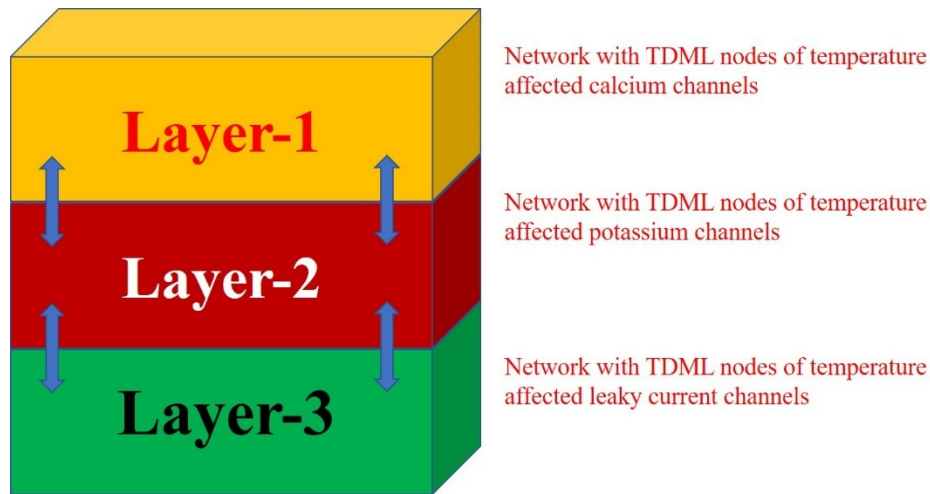 Layer-1
Network with TDML nodes of temperature
affected calcium channels
Layer-2
Network with TDML nodes of temperature
affected potassium channels
Layer-3
Network with TDML nodes of temperature
affected leaky current channels